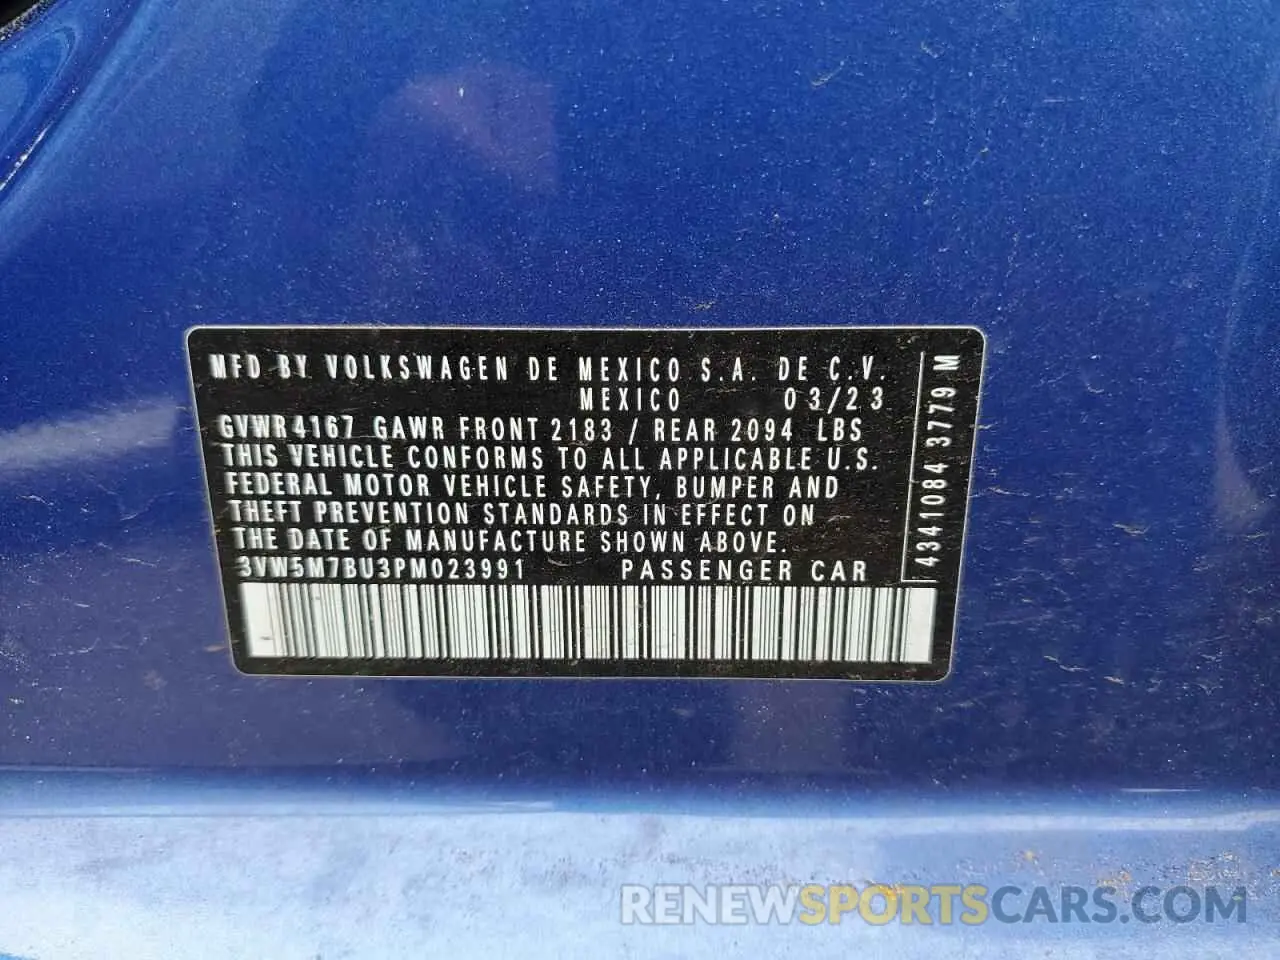 MFD BY VOLKSWAGEN DE MEXICO S.A. DE C.V.
MEXICO 03/23
GVWR 4167 GAWR FRONT 2183 / REAR 2094 LBS
THIS VEHICLE CONFORMS TO ALL APPLICABLE U.S.
FEDERAL MOTOR VEHICLE SAFETY, BUMPER AND
THEFT PREVENTION STANDARDS IN EFFECT ON
THE DATE OF MANUFACTURE SHOWN ABOVE.
3VW5M7BU3PM023991 PASSENGER CAR
4341084 3779 M
RENEWSPORTSCARS.COM